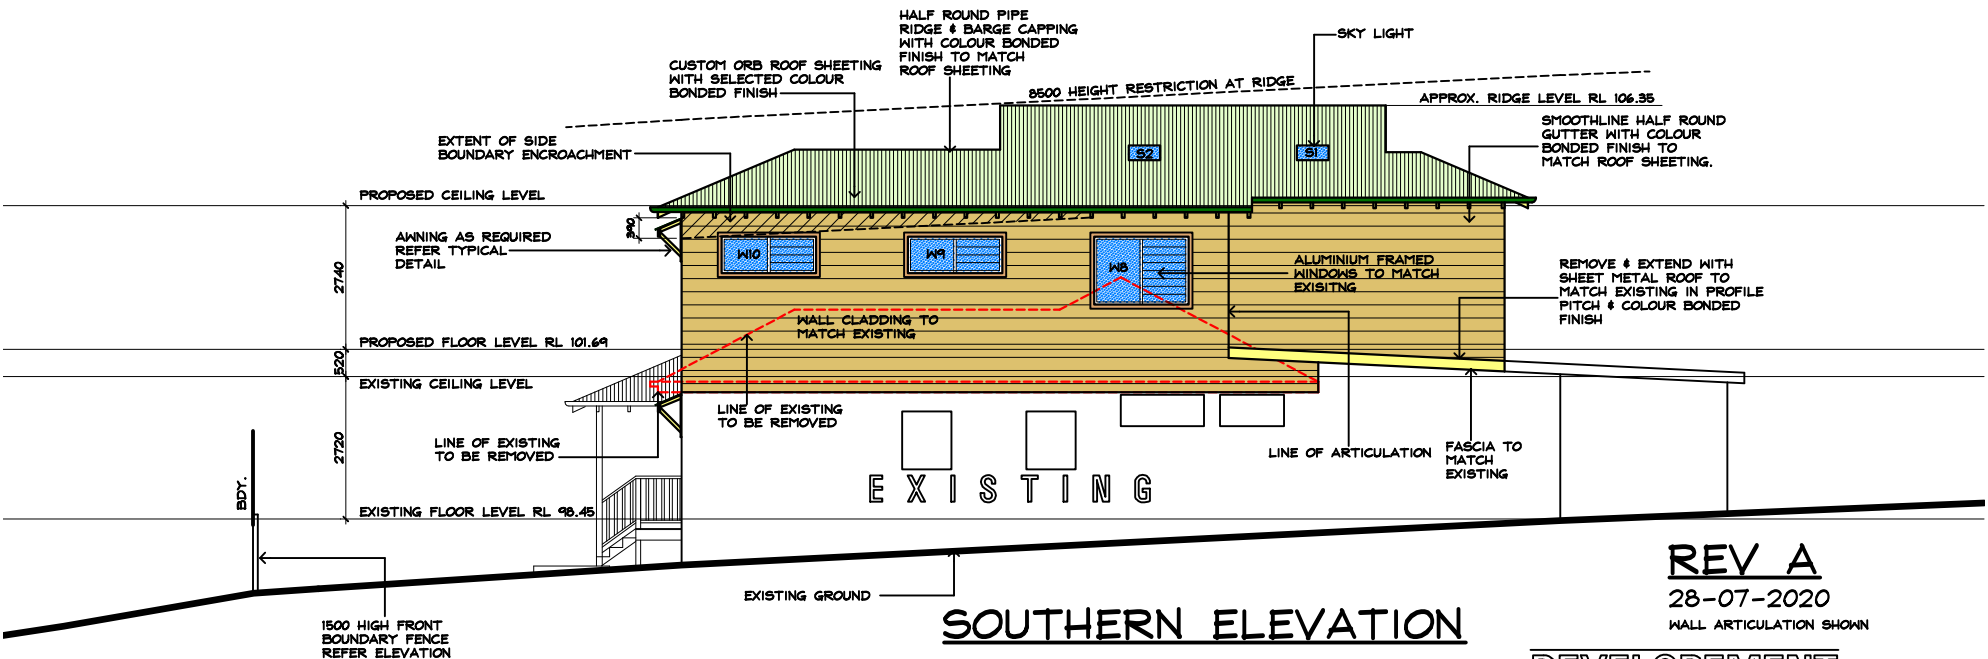 HALF ROUND PIPE
RIDGE & BARGE CAPPING
WITH COLOUR BONDED
FINISH TO MATCH
ROOF SHEETING
SKY LIGHT
CUSTOM ORB ROOF SHEETING
WITH SELECTED COLOUR
BONDED FINISH
8500 HEIGHT RESTRICTION AT RIDGE
APPROX. RIDGE LEVEL RL 106.35
SMOOTHLINE HALF ROUND
GUTTER WITH COLOUR
BONDED FINISH TO
MATCH ROOF SHEETING.
EXTENT OF SIDE
BOUNDARY ENCROACHMENT
S2
S1
PROPOSED CEILING LEVEL
390
AWNING AS REQUIRED
REFER TYPICAL
DETAIL
W10
W9
W8
ALUMINIUM FRAMED
WINDOWS TO MATCH
EXISITNG
REMOVE & EXTEND WITH
SHEET METAL ROOF TO
MATCH EXISTING IN PROFILE
PITCH & COLOUR BONDED
FINISH
2740
WALL CLADDING TO
MATCH EXISTING
PROPOSED FLOOR LEVEL RL 101.69
520
EXISTING CEILING LEVEL
LINE OF EXISTING
TO BE REMOVED
LINE OF EXISTING
TO BE REMOVED
2720
LINE OF ARTICULATION
FASCIA TO
MATCH
EXISTING
EXISTING
BDY.
EXISTING FLOOR LEVEL RL 98.45
EXISTING GROUND
1500 HIGH FRONT
BOUNDARY FENCE
REFER ELEVATION
SOUTHERN ELEVATION
REV A
28-07-2020
WALL ARTICULATION SHOWN